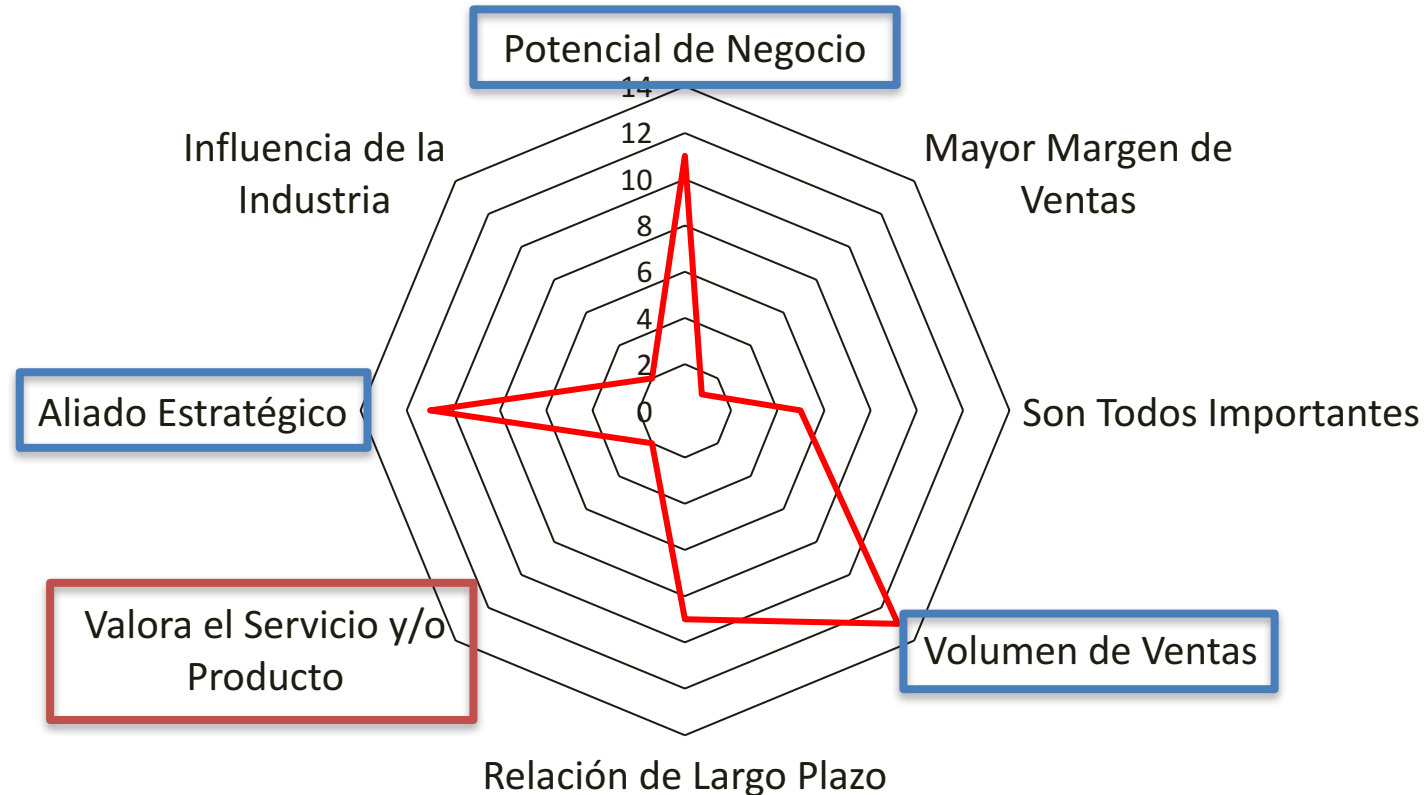 Potencial de Negocio
14
12
10
8
6
4
2
0
Mayor Margen de
Ventas
Son Todos Importantes
Volumen de Ventas
Relación de Largo Plazo
Valora el Servicio y/o
Producto
Aliado Estratégico
Influencia de la
Industria